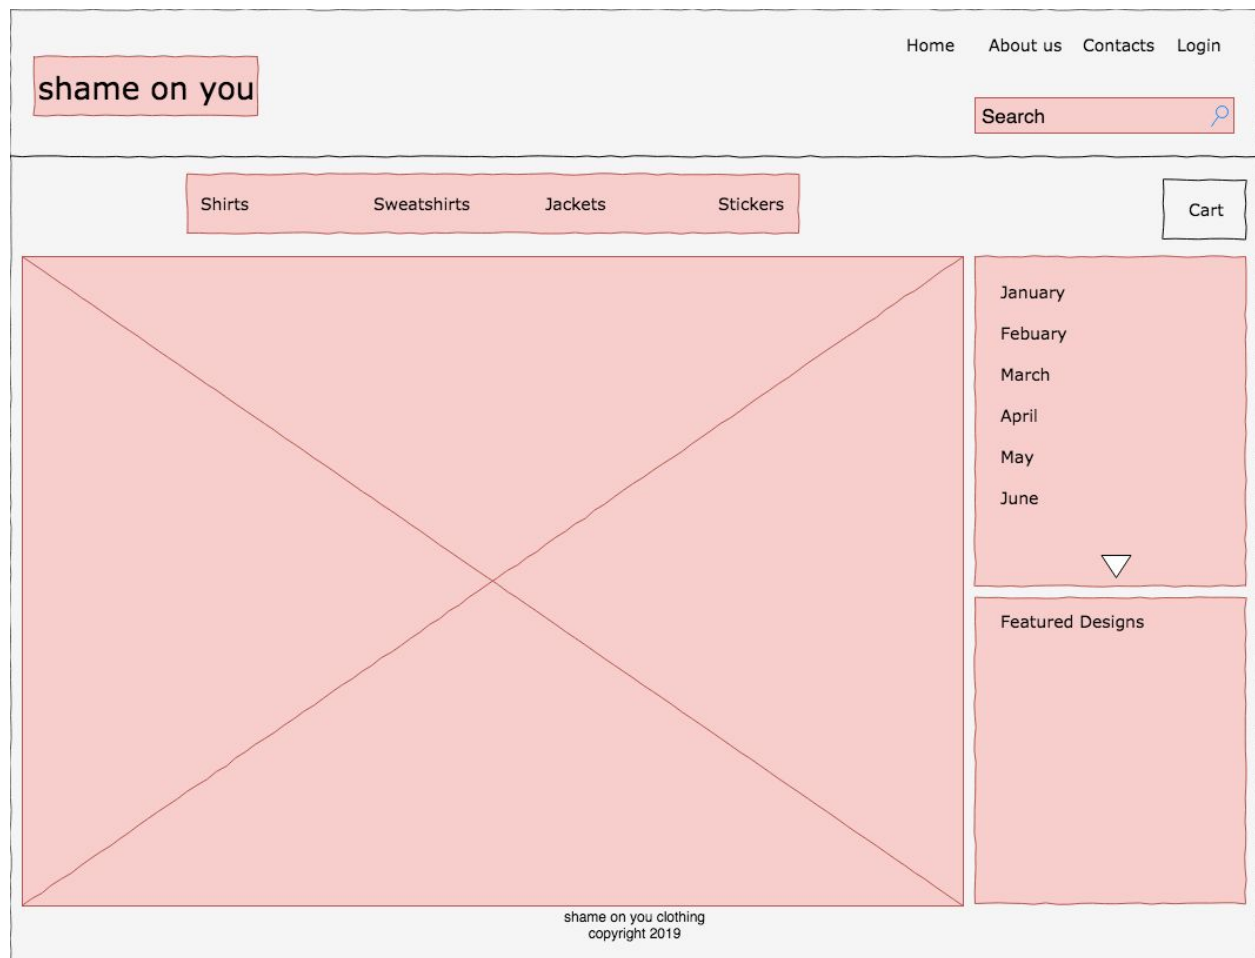 Home About us Contacts Login
shame on you
Search
Shirts Sweatshirts Jackets Stickers
Cart
January
Febuary
March
April
May
June
Featured Designs
shame on you clothing
copyright 2019